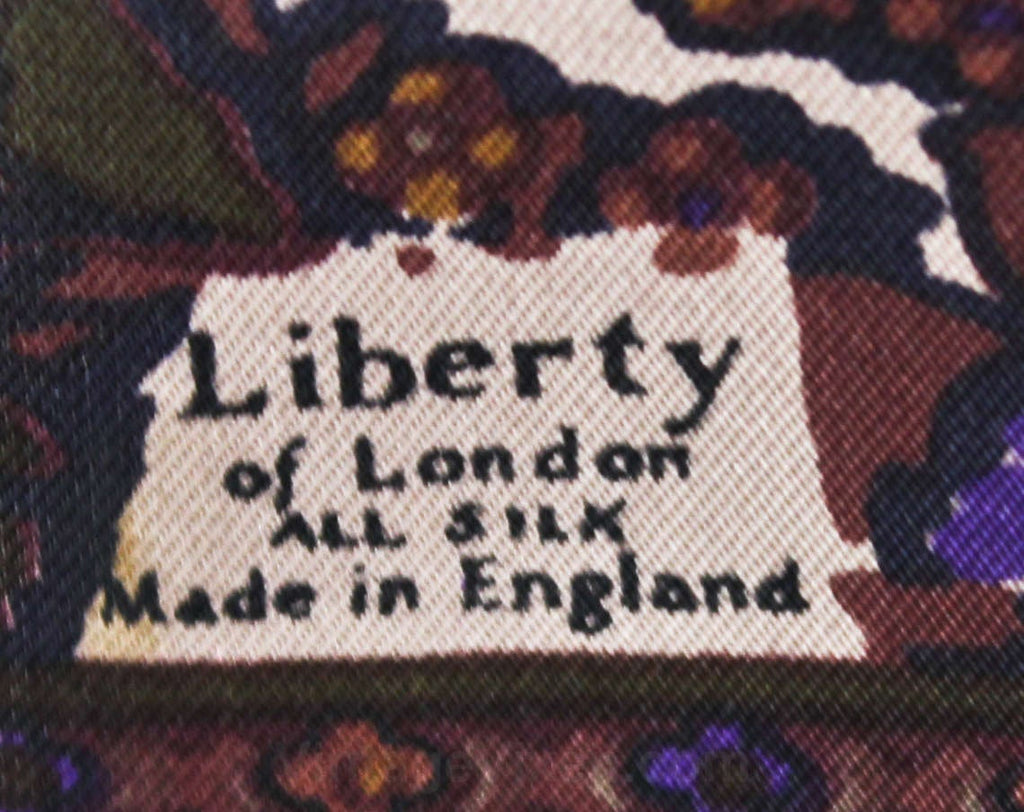 Liberty
of London
ALL SILK
Made in England